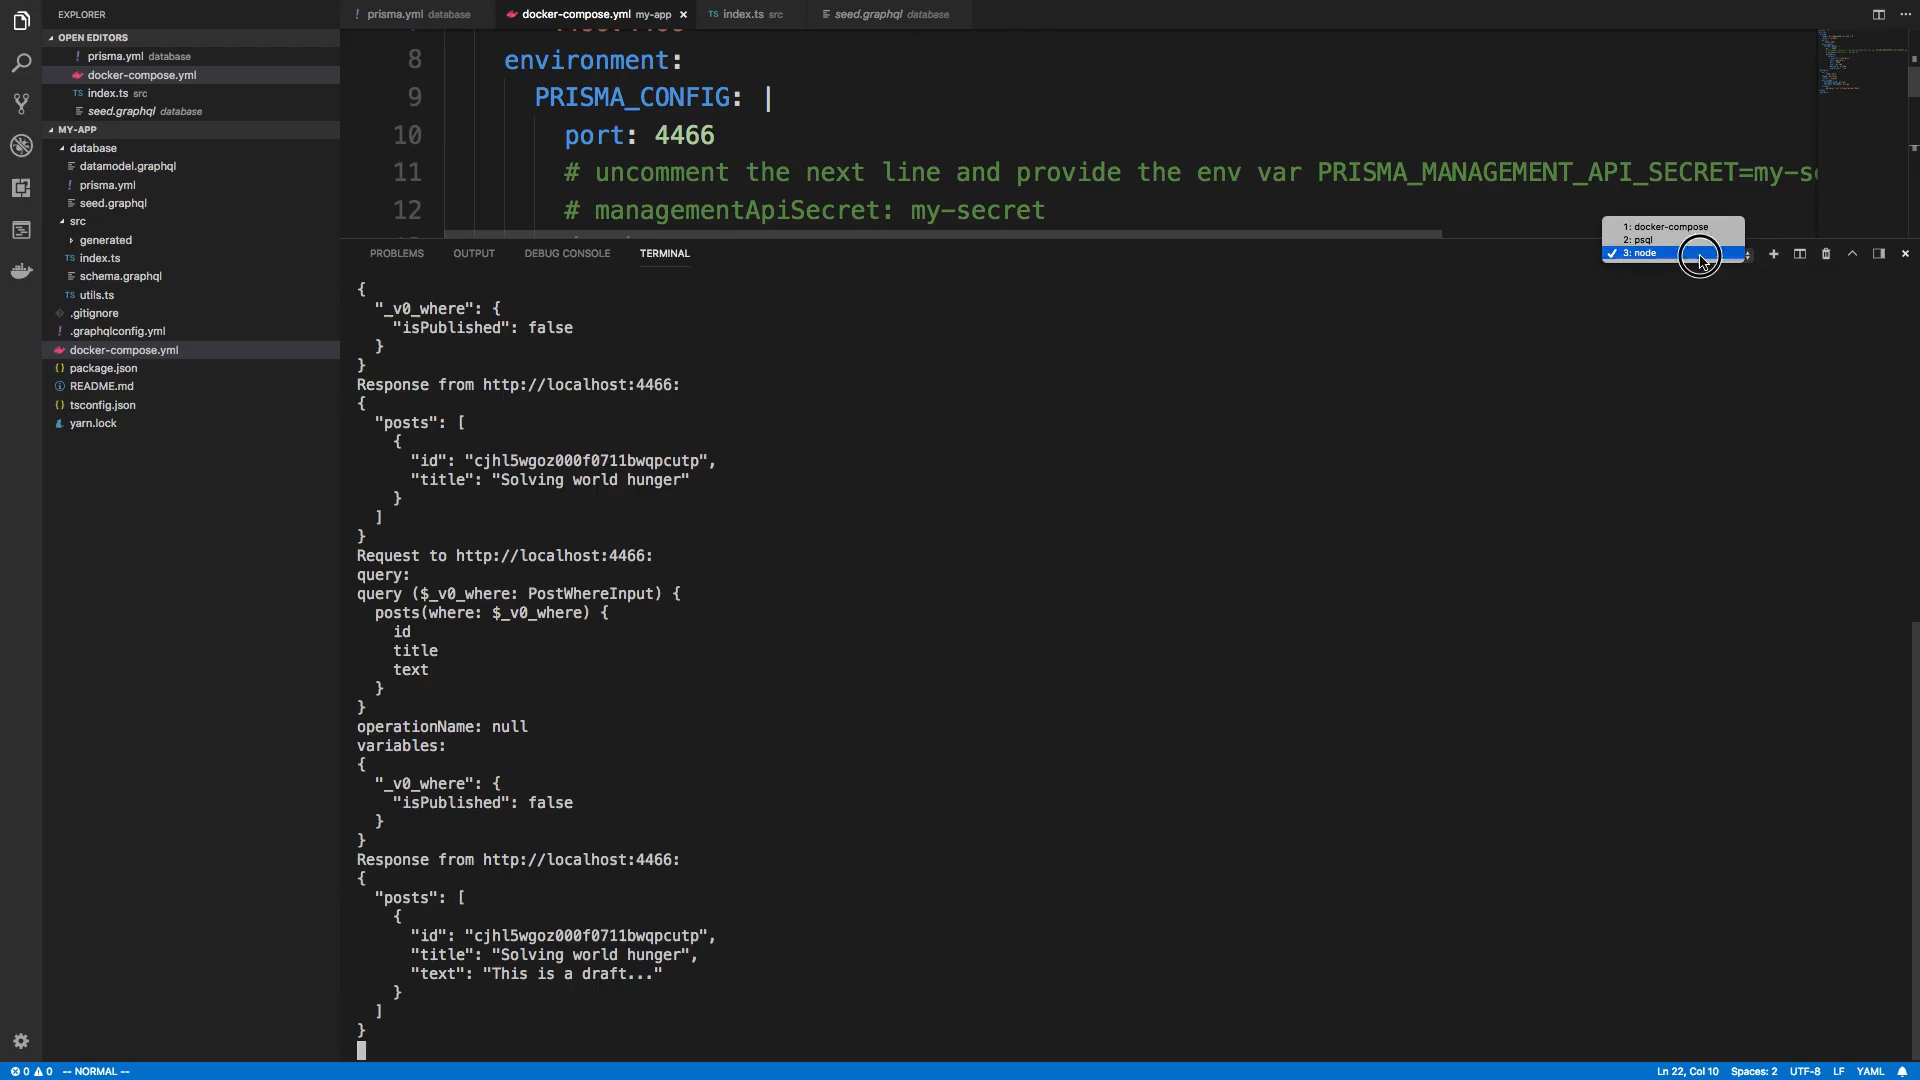 EXPLORER
OPEN EDITORS
! prisma.yml database
docker-compose.yml
TS index.ts src
seed.graphql database
MY-APP
database
datamodel.graphql
! prisma.yml
seed.graphql
src
generated
TS index.ts
schema.graphql
TS utils.ts
.gitignore
! .graphqlconfig.yml
docker-compose.yml
{} package.json
README.md
{} tsconfig.json
yarn.lock
! prisma.yml database
docker-compose.yml my-app ×
TS index.ts src
seed.graphql database
8 environment:
9 PRISMA_CONFIG: |
10 port: 4466
11 # uncomment the next line and provide the env var PRISMA_MANAGEMENT_API_SECRET=my-s
12 # managementApiSecret: my-secret
PROBLEMS OUTPUT DEBUG CONSOLE TERMINAL
1: docker-compose
2: psql
3: node
{
"_v0_where": {
"isPublished": false
}
}
Response from http://localhost:4466:
{
"posts": [
{
"id": "cjhl5wgoz000f0711bwqpcutp",
"title": "Solving world hunger"
}
]
}
Request to http://localhost:4466:
query:
query ($_v0_where: PostWhereInput) {
posts(where: $_v0_where) {
id
title
text
}
}
operationName: null
variables:
{
"_v0_where": {
"isPublished": false
}
}
Response from http://localhost:4466:
{
"posts": [
{
"id": "cjhl5wgoz000f0711bwqpcutp",
"title": "Solving world hunger",
"text": "This is a draft..."
}
]
}
0 0 -- NORMAL --
Ln 22, Col 10 Spaces: 2 UTF-8 LF YAML